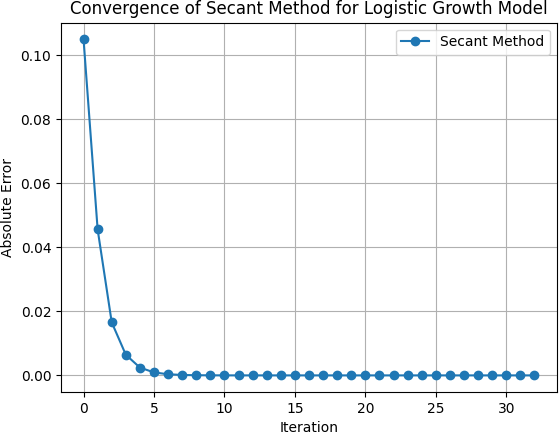 Convergence of Secant Method for Logistic Growth Model
Secant Method
Absolute Error
0.10
0.08
0.06
0.04
0.02
0.00
0 5 10 15 20 25 30
Iteration